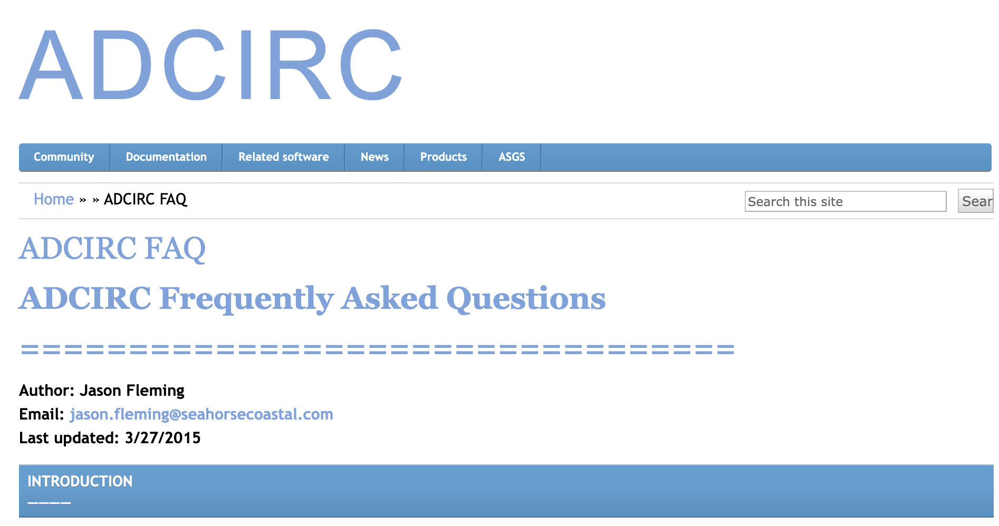 ADCIRC
Community Documentation Related software News Products ASGS
Home » » ADCIRC FAQ Search this site Sear
ADCIRC FAQ
ADCIRC Frequently Asked Questions
=================================
Author: Jason Fleming
Email: jason.fleming@seahorsecoastal.com
Last updated: 3/27/2015
INTRODUCTION
————